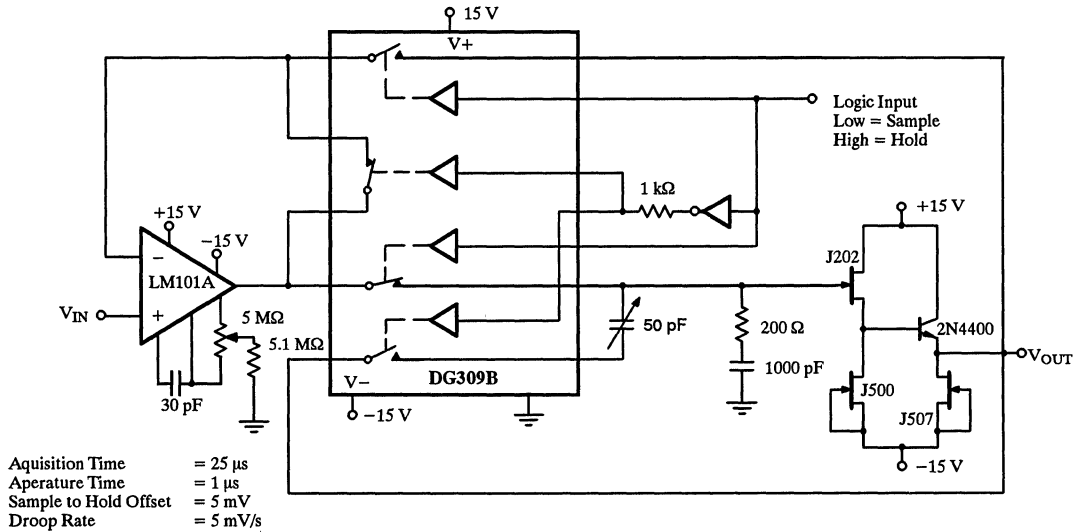 15 V
V+
Logic Input
Low = Sample
High = Hold
1 kΩ
+15 V
−15 V
LM101A
−
+
VIN
5 MΩ
5.1 MΩ
30 pF
+15 V
J202
2N4400
50 pF
200 Ω
1000 pF
VOUT
J500
J507
−15 V
V−
DG309B
−15 V
Aquisition Time = 25 µs
Aperature Time = 1 µs
Sample to Hold Offset = 5 mV
Droop Rate = 5 mV/s